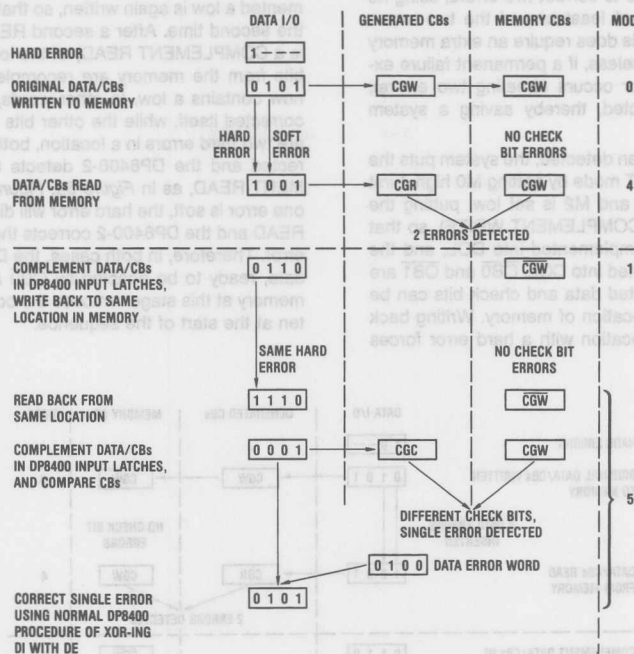 DATA I/O GENERATED CBs MEMORY CBs MOD
HARD ERROR 1 – – –
ORIGINAL DATA/CBs
WRITTEN TO MEMORY
0 1 0 1 CGW CGW 0
HARD ERROR
SOFT ERROR
NO CHECK
BIT ERRORS
DATA/CBs READ
FROM MEMORY
1 0 0 1 CGR CGW 4
2 ERRORS DETECTED
COMPLEMENT DATA/CBs
IN DP8400 INPUT LATCHES,
WRITE BACK TO SAME
LOCATION IN MEMORY
0 1 1 0 C̅G̅W̅ 1
SAME HARD
ERROR
NO CHECK BIT
ERRORS
READ BACK FROM
SAME LOCATION
1 1 1 0 C̅G̅W̅
COMPLEMENT DATA/CBs
IN DP8400 INPUT LATCHES,
AND COMPARE CBs
0 0 0 1 CGC CGW
5
DIFFERENT CHECK BITS,
SINGLE ERROR DETECTED
0 1 0 0 DATA ERROR WORD
CORRECT SINGLE ERROR
USING NORMAL DP8400
PROCEDURE OF XOR-ING
DI WITH DE
0 1 0 1